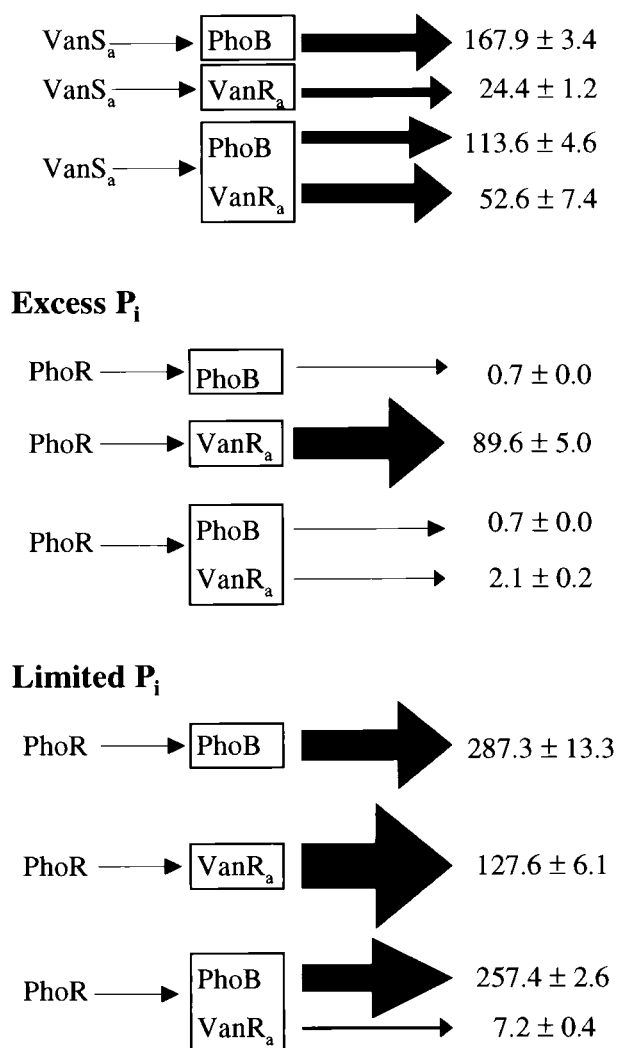 VanSₐ PhoB 167.9 ± 3.4
VanSₐ VanRₐ 24.4 ± 1.2
VanSₐ PhoB 113.6 ± 4.6
VanRₐ 52.6 ± 7.4
Excess Pᵢ
PhoR PhoB 0.7 ± 0.0
PhoR VanRₐ 89.6 ± 5.0
PhoR PhoB 0.7 ± 0.0
VanRₐ 2.1 ± 0.2
Limited Pᵢ
PhoR PhoB 287.3 ± 13.3
PhoR VanRₐ 127.6 ± 6.1
PhoR PhoB 257.4 ± 2.6
VanRₐ 7.2 ± 0.4